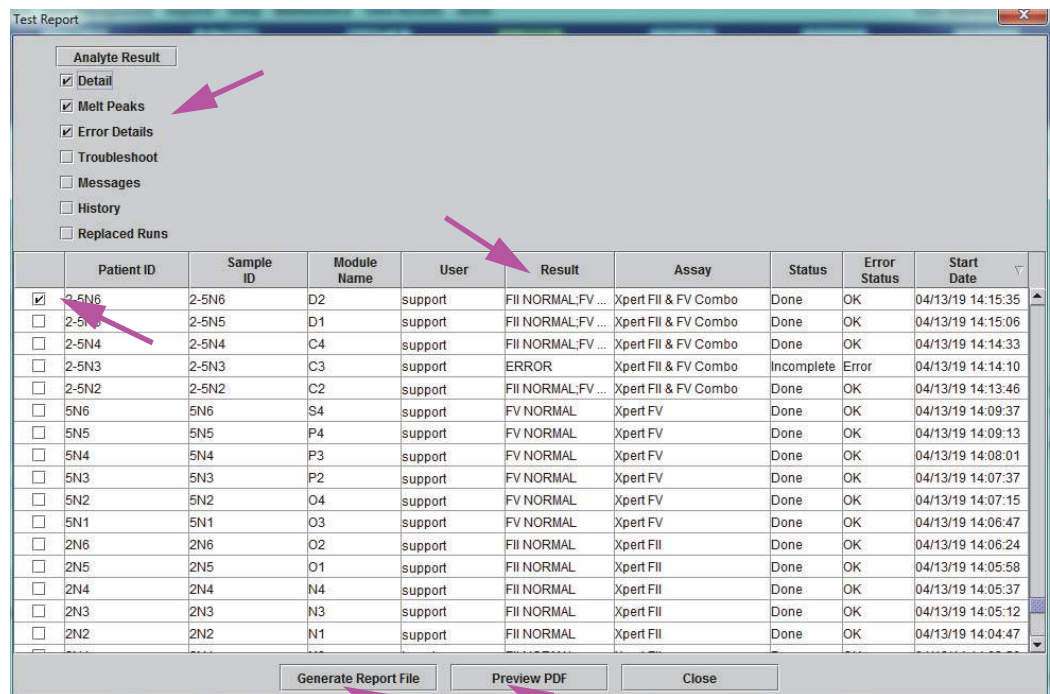 Test Report
X
Analyte Result
Detail
Melt Peaks
Error Details
Troubleshoot
Messages
History
Replaced Runs
Patient ID Sample ID Module Name User Result Assay Status Error Status Start Date
2-5N6 2-5N6 D2 support FII NORMAL;FV ... Xpert FII & FV Combo Done OK 04/13/19 14:15:35
2-5N5 D1 support FII NORMAL;FV ... Xpert FII & FV Combo Done OK 04/13/19 14:15:06
2-5N4 2-5N4 C4 support FII NORMAL;FV ... Xpert FII & FV Combo Done OK 04/13/19 14:14:33
2-5N3 2-5N3 C3 support ERROR Xpert FII & FV Combo Incomplete Error 04/13/19 14:14:10
2-5N2 2-5N2 C2 support FII NORMAL;FV ... Xpert FII & FV Combo Done OK 04/13/19 14:13:46
5N6 5N6 S4 support FV NORMAL Xpert FV Done OK 04/13/19 14:09:37
5N5 5N5 P4 support FV NORMAL Xpert FV Done OK 04/13/19 14:09:13
5N4 5N4 P3 support FV NORMAL Xpert FV Done OK 04/13/19 14:08:01
5N3 5N3 P2 support FV NORMAL Xpert FV Done OK 04/13/19 14:07:37
5N2 5N2 O4 support FV NORMAL Xpert FV Done OK 04/13/19 14:07:15
5N1 5N1 O3 support FV NORMAL Xpert FV Done OK 04/13/19 14:06:47
2N6 2N6 O2 support FII NORMAL Xpert FII Done OK 04/13/19 14:06:24
2N5 2N5 O1 support FII NORMAL Xpert FII Done OK 04/13/19 14:05:58
2N4 2N4 N4 support FII NORMAL Xpert FII Done OK 04/13/19 14:05:37
2N3 2N3 N3 support FII NORMAL Xpert FII Done OK 04/13/19 14:05:12
2N2 2N2 N1 support FII NORMAL Xpert FII Done OK 04/13/19 14:04:47
Generate Report File Preview PDF Close